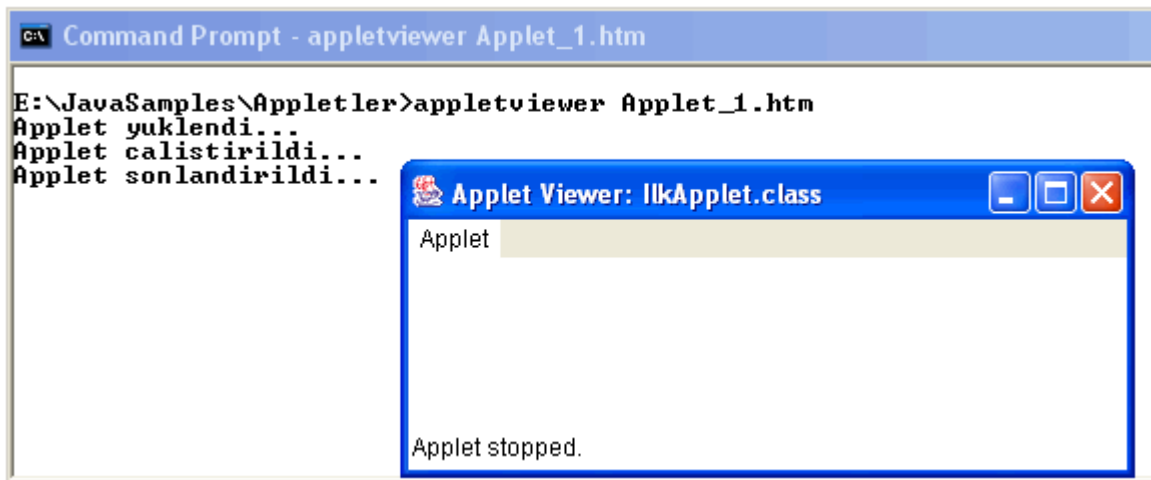 Command Prompt - appletviewer Applet_1.htm
E:\JavaSamples\Appletler>appletviewer Applet_1.htm
Applet yuklendi...
Applet calistirildi...
Applet sonlandirildi...
Applet Viewer: IlkApplet.class
Applet
Applet stopped.